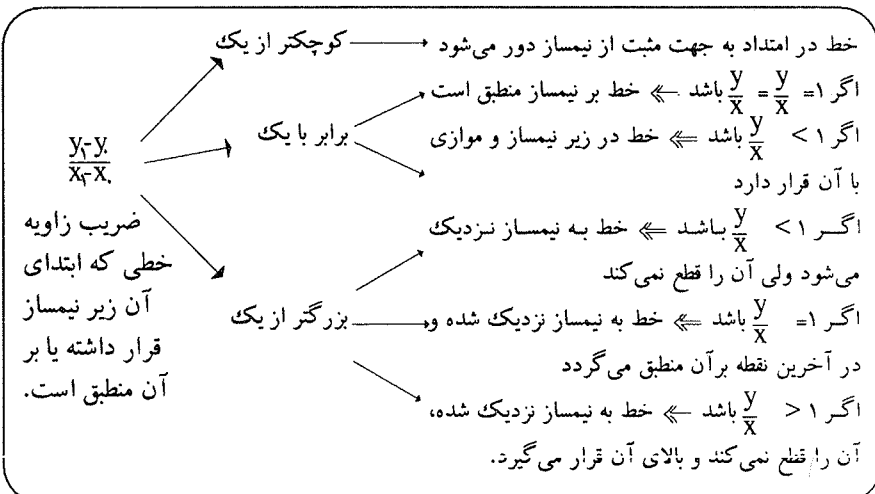 خط در امتداد به جهت مثبت از نیمساز دور می‌شود
کوچکتر از یک
اگر ۱= y/x = y/x باشد ⇐ خط بر نیمساز منطبق است
برابر با یک
اگر ۱ > y/x باشد ⇐ خط در زیر نیمساز و موازی
با آن قرار دارد
y₁-y.
x₁-x.
ضریب زاویه
خطی که ابتدای
آن زیر نیمساز
قرار داشته یا بر
آن منطبق است.
اگر ۱ > y/x باشد ⇐ خط به نیمساز نزدیک
می‌شود ولی آن را قطع نمی‌کند
بزرگتر از یک
اگر ۱= y/x باشد ⇐ خط به نیمساز نزدیک شده و
در آخرین نقطه برآن منطبق می‌گردد
اگر ۱ < y/x باشد ⇐ خط به نیمساز نزدیک شده،
آن را قطع نمی‌کند و بالای آن قرار می‌گیرد.